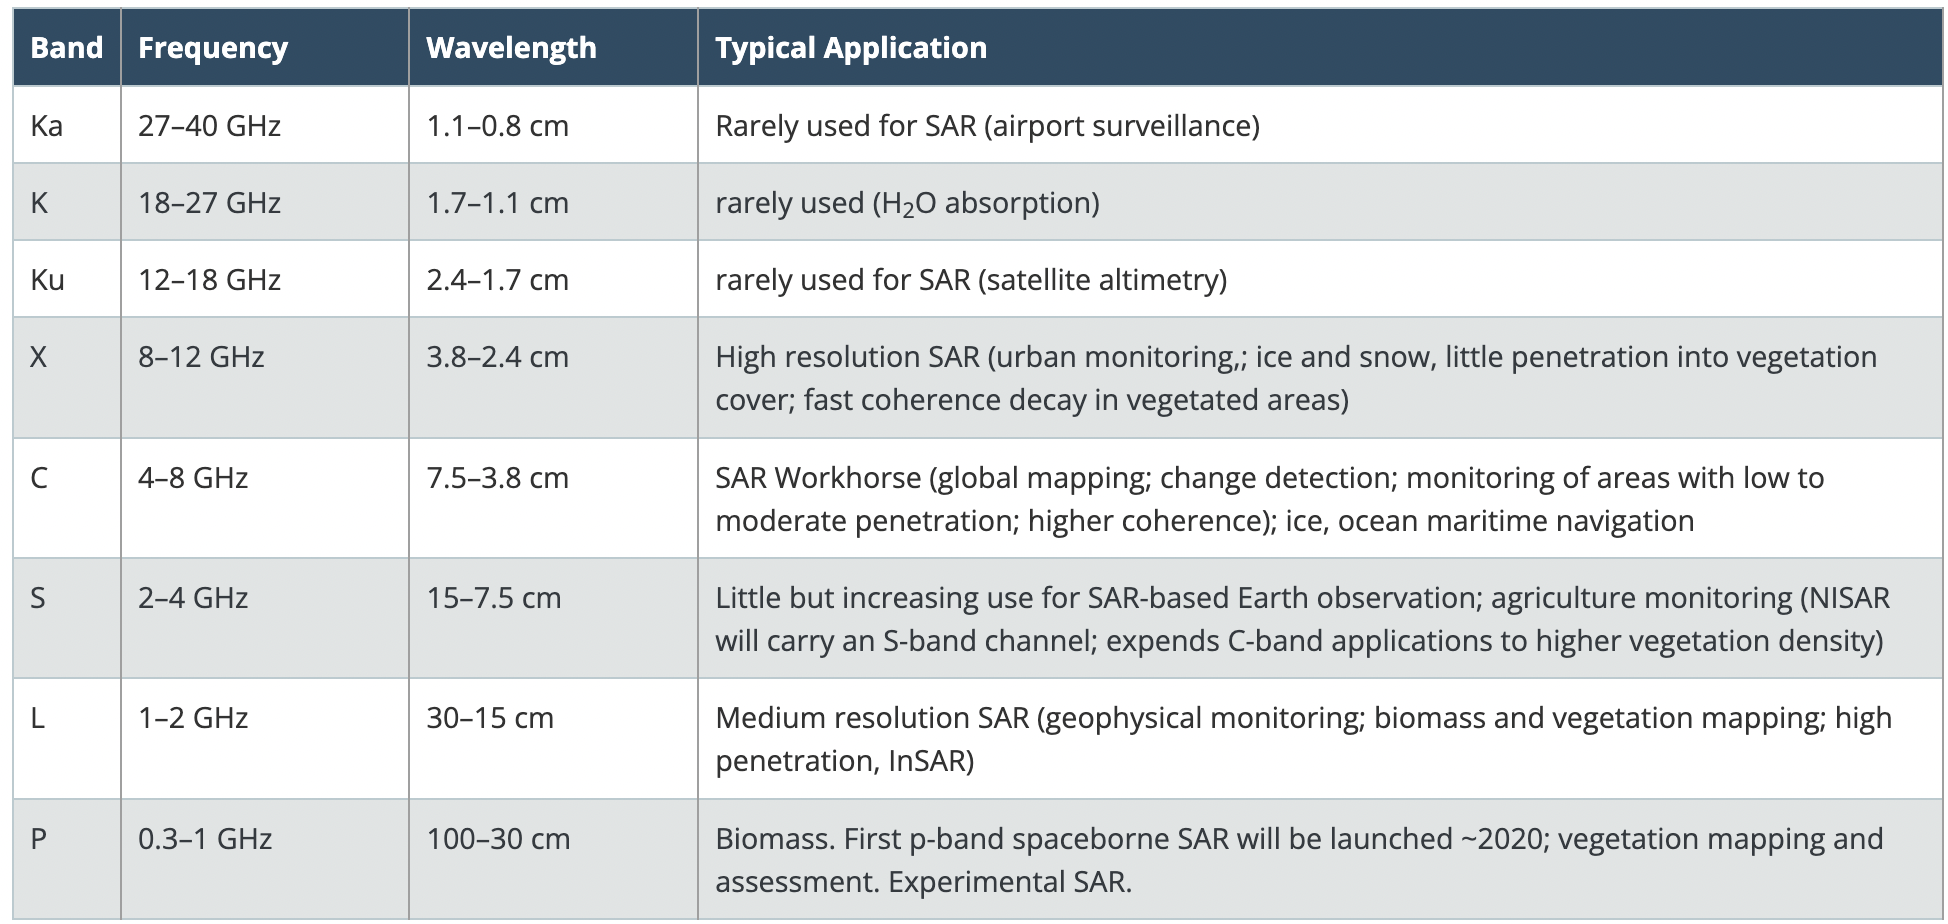 Band Frequency Wavelength Typical Application
Ka 27–40 GHz 1.1–0.8 cm Rarely used for SAR (airport surveillance)
K 18–27 GHz 1.7–1.1 cm rarely used (H₂O absorption)
Ku 12–18 GHz 2.4–1.7 cm rarely used for SAR (satellite altimetry)
X 8–12 GHz 3.8–2.4 cm High resolution SAR (urban monitoring,; ice and snow, little penetration into vegetation
cover; fast coherence decay in vegetated areas)
C 4–8 GHz 7.5–3.8 cm SAR Workhorse (global mapping; change detection; monitoring of areas with low to
moderate penetration; higher coherence); ice, ocean maritime navigation
S 2–4 GHz 15–7.5 cm Little but increasing use for SAR-based Earth observation; agriculture monitoring (NISAR
will carry an S-band channel; expends C-band applications to higher vegetation density)
L 1–2 GHz 30–15 cm Medium resolution SAR (geophysical monitoring; biomass and vegetation mapping; high
penetration, InSAR)
P 0.3–1 GHz 100–30 cm Biomass. First p-band spaceborne SAR will be launched ~2020; vegetation mapping and
assessment. Experimental SAR.